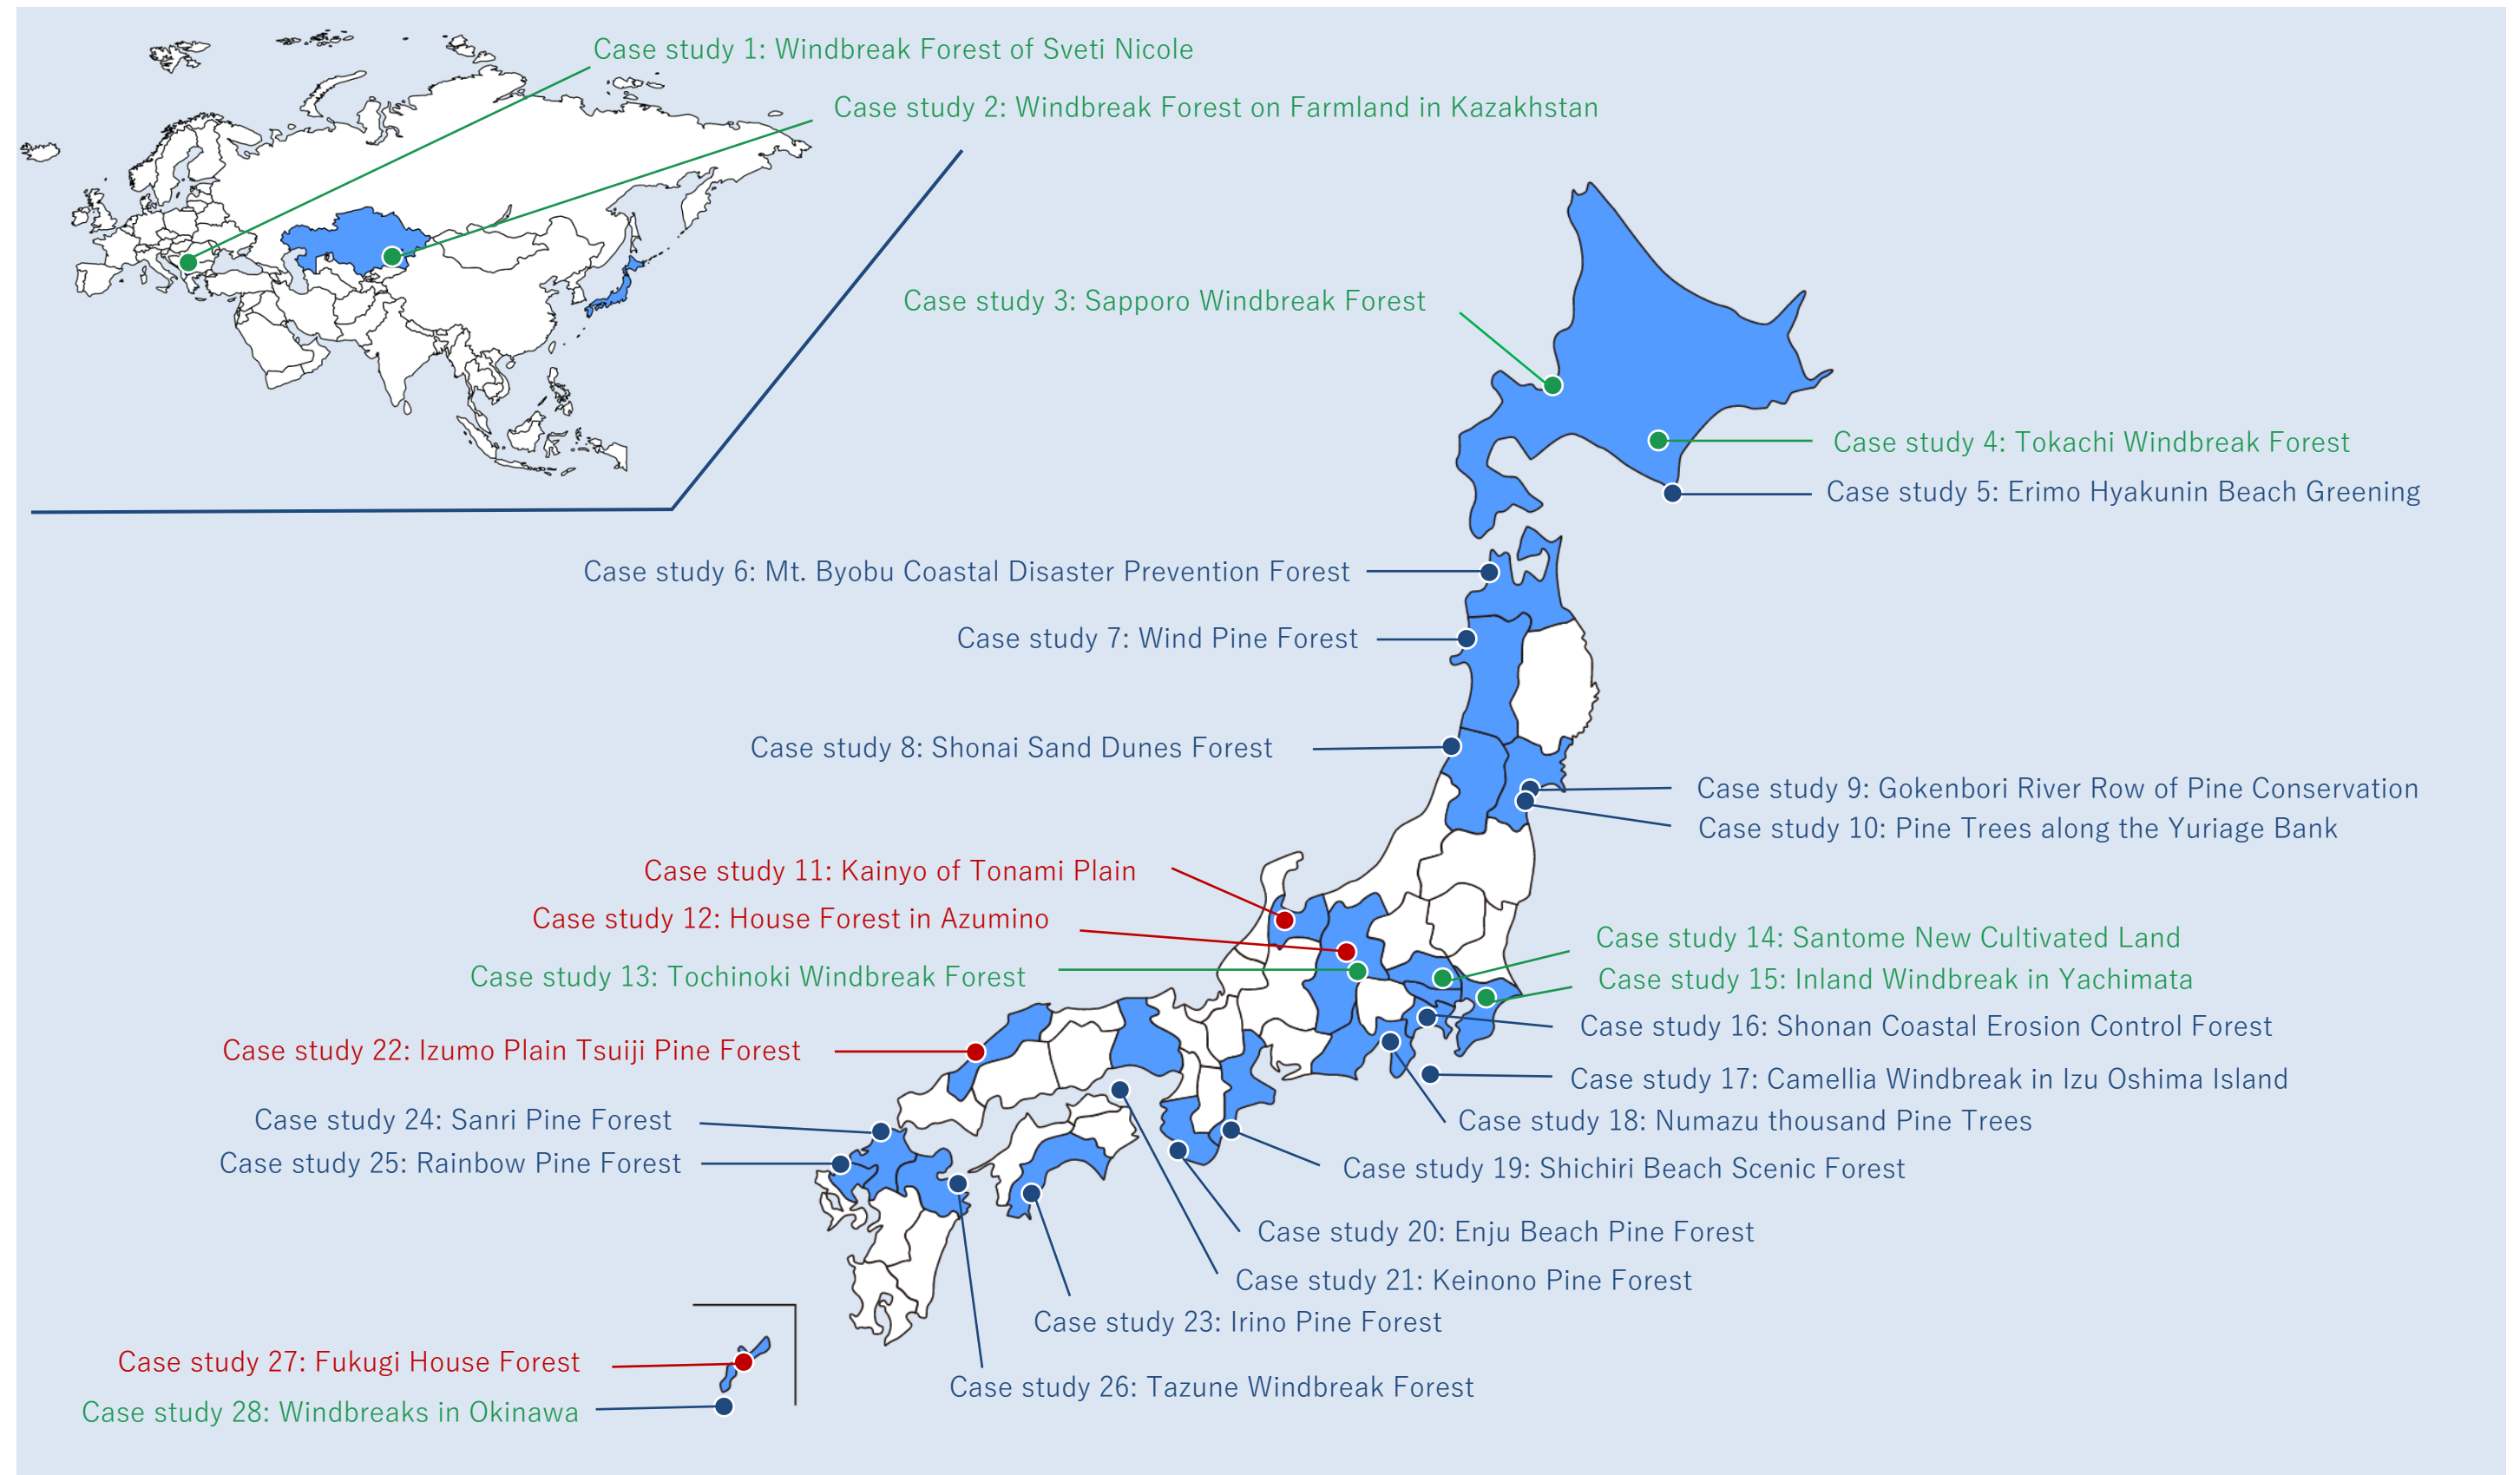 Case study 1: Windbreak Forest of Sveti Nicole
Case study 2: Windbreak Forest on Farmland in Kazakhstan
Case study 3: Sapporo Windbreak Forest
Case study 4: Tokachi Windbreak Forest
Case study 5: Erimo Hyakunin Beach Greening
Case study 6: Mt. Byobu Coastal Disaster Prevention Forest
Case study 7: Wind Pine Forest
Case study 8: Shonai Sand Dunes Forest
Case study 9: Gokenbori River Row of Pine Conservation
Case study 10: Pine Trees along the Yuriage Bank
Case study 11: Kainyo of Tonami Plain
Case study 12: House Forest in Azumino
Case study 13: Tochinoki Windbreak Forest
Case study 14: Santome New Cultivated Land
Case study 15: Inland Windbreak in Yachimata
Case study 16: Shonan Coastal Erosion Control Forest
Case study 17: Camellia Windbreak in Izu Oshima Island
Case study 18: Numazu thousand Pine Trees
Case study 19: Shichiri Beach Scenic Forest
Case study 20: Enju Beach Pine Forest
Case study 21: Keinono Pine Forest
Case study 22: Izumo Plain Tsuiji Pine Forest
Case study 23: Irino Pine Forest
Case study 24: Sanri Pine Forest
Case study 25: Rainbow Pine Forest
Case study 26: Tazune Windbreak Forest
Case study 27: Fukugi House Forest
Case study 28: Windbreaks in Okinawa